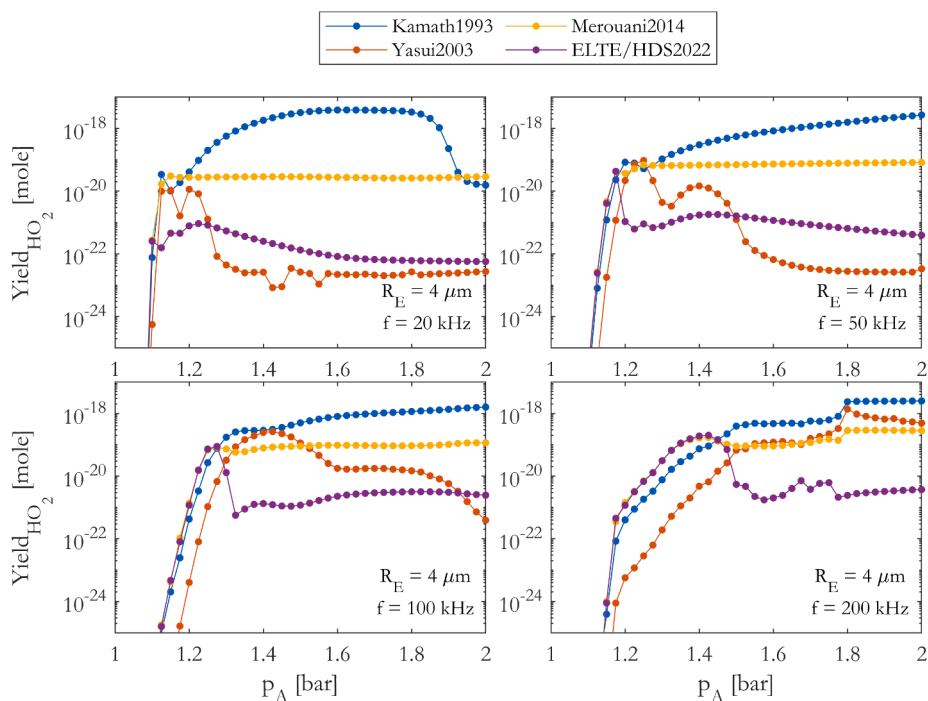 Kamath1993 Merouani2014
Yasui2003 ELTE/HDS2022
Yield_HO_2 [mole]
10^-18
10^-20
10^-22
10^-24
R_E = 4 μm
f = 20 kHz
1 1.2 1.4 1.6 1.8 2
10^-18
10^-20
10^-22
10^-24
R_E = 4 μm
f = 50 kHz
1 1.2 1.4 1.6 1.8 2
Yield_HO_2 [mole]
10^-18
10^-20
10^-22
10^-24
R_E = 4 μm
f = 100 kHz
1 1.2 1.4 1.6 1.8 2
p_A [bar]
10^-18
10^-20
10^-22
10^-24
R_E = 4 μm
f = 200 kHz
1 1.2 1.4 1.6 1.8 2
p_A [bar]